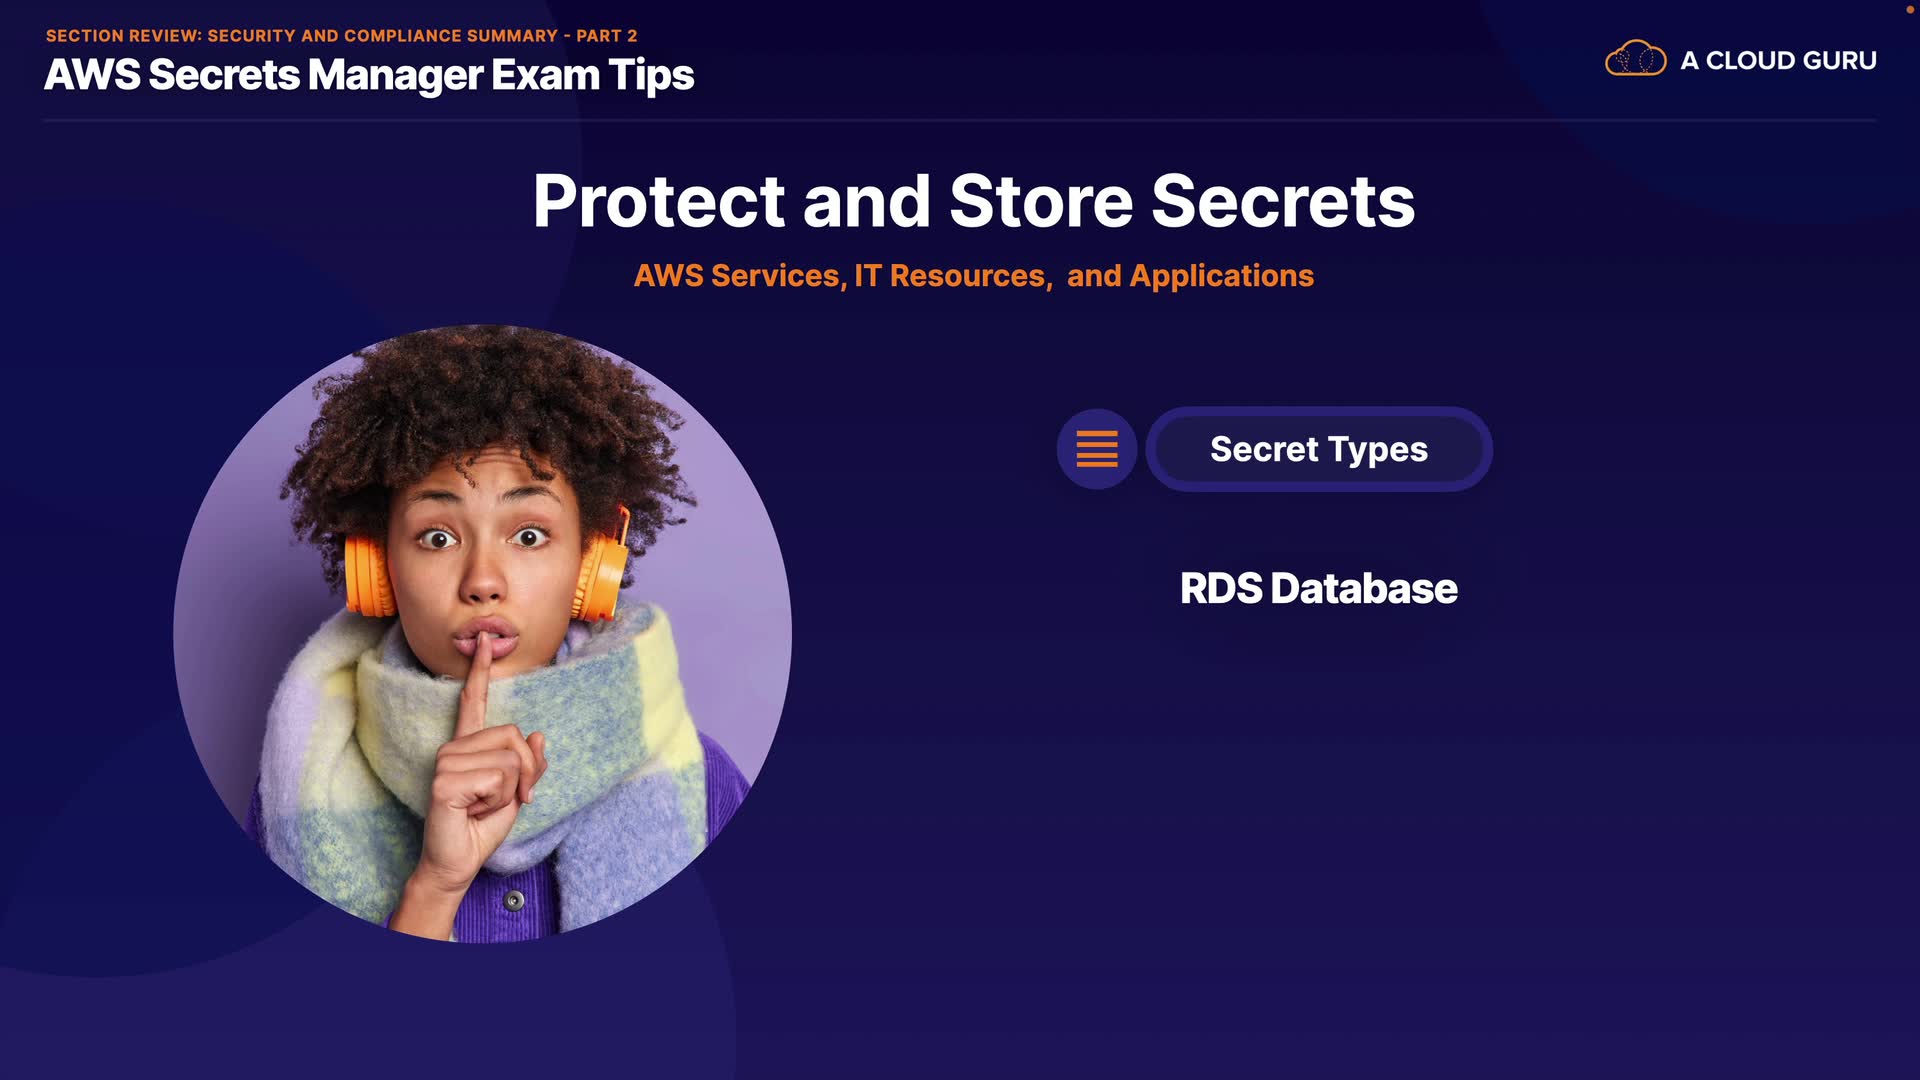 SECTION REVIEW: SECURITY AND COMPLIANCE SUMMARY - PART 2
AWS Secrets Manager Exam Tips
A CLOUD GURU
Protect and Store Secrets
AWS Services, IT Resources, and Applications
Secret Types
RDS Database